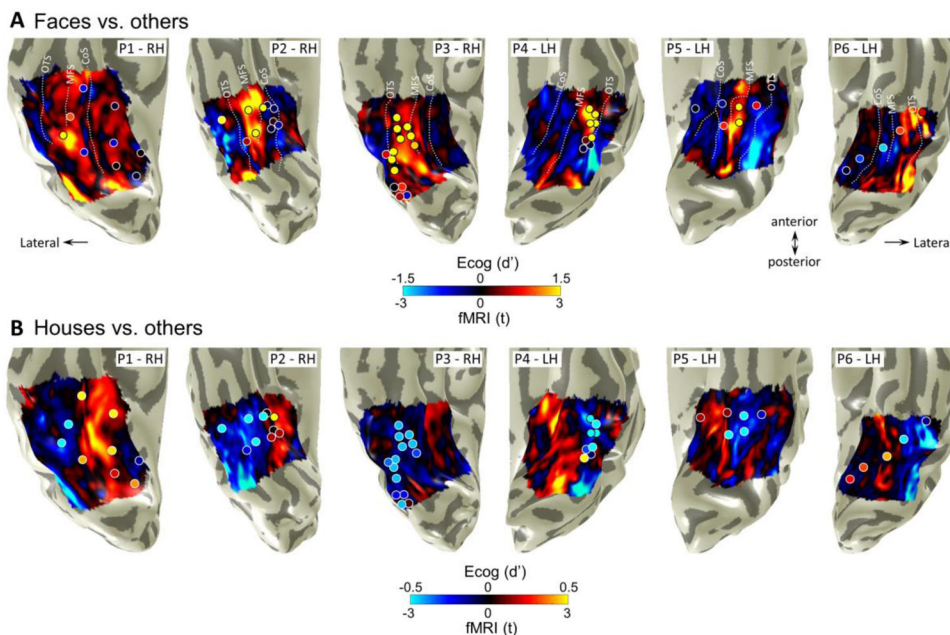 A Faces vs. others
P1 - RH
P2 - RH
P3 - RH
P4 - LH
P5 - LH
P6 - LH
OTS
MFS
CoS
OTS
MFS
CoS
OTS
MFS
CoS
CoS
MFS
OTS
CoS
MFS
OTS
CoS
MFS
OTS
Lateral
anterior
posterior
Lateral
Ecog (d')
-1.5 0 1.5
-3 0 3
fMRI (t)
B Houses vs. others
P1 - RH
P2 - RH
P3 - RH
P4 - LH
P5 - LH
P6 - LH
Ecog (d')
-0.5 0 0.5
-3 0 3
fMRI (t)